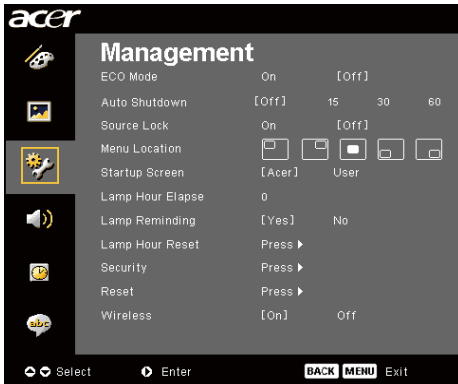 acer
Management
ECO Mode On [Off]
Auto Shutdown [Off] 15 30 60
Source Lock On [Off]
Menu Location
Startup Screen [Acer] User
Lamp Hour Elapse 0
Lamp Reminding [Yes] No
Lamp Hour Reset Press
Security Press
Reset Press
Wireless [On] Off
abc
Select Enter BACK MENU Exit